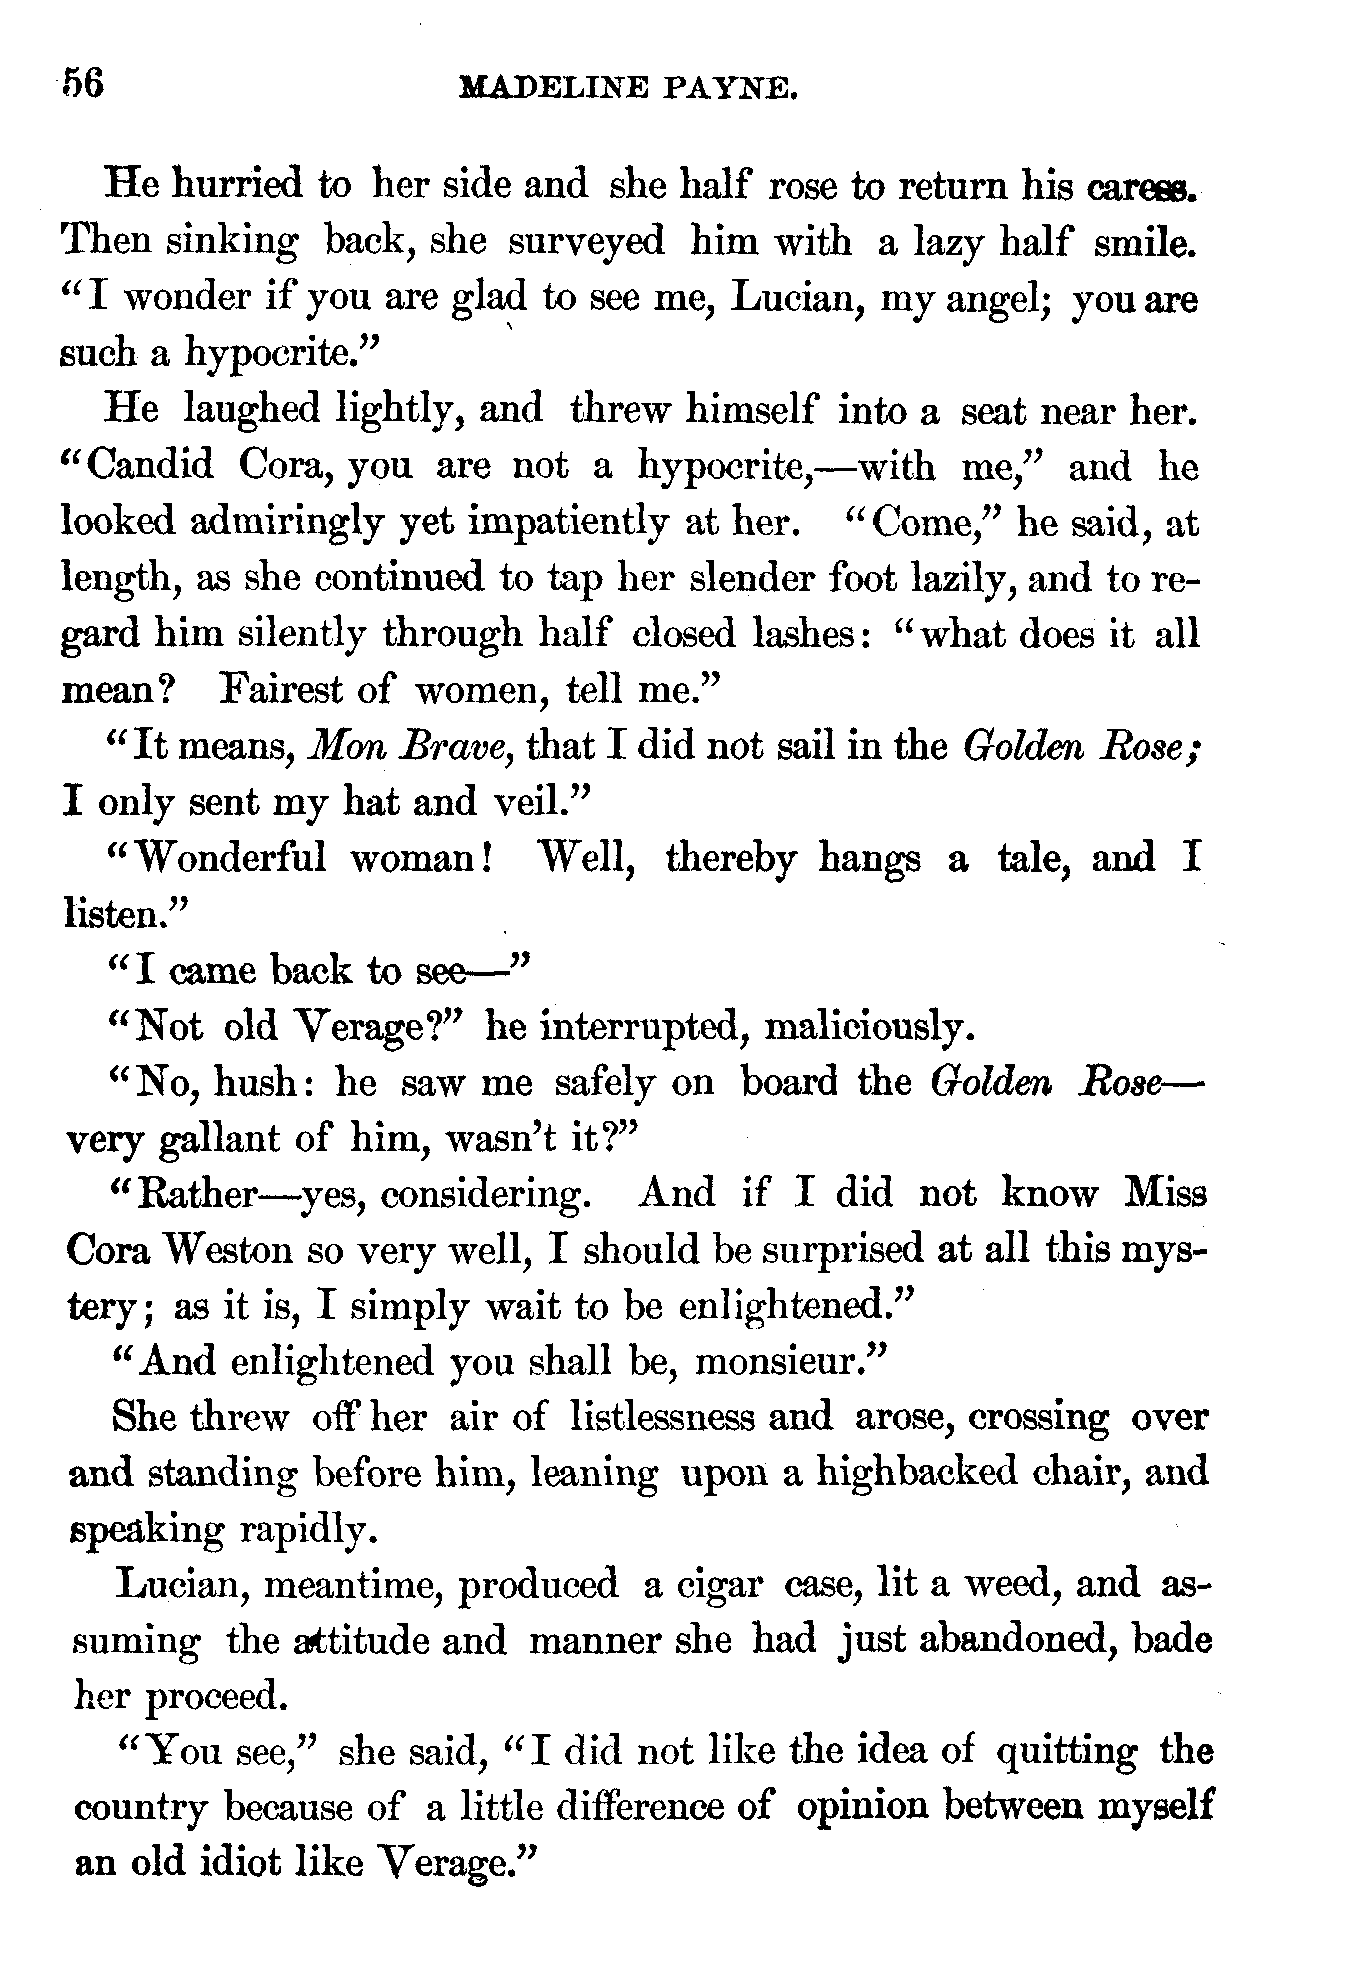 56 MADELINE PAYNE.
He hurried to her side and she half rose to return his caress.
Then sinking back, she surveyed him with a lazy half smile.
"I wonder if you are glad to see me, Lucian, my angel; you are
such a hypocrite."
He laughed lightly, and threw himself into a seat near her.
"Candid Cora, you are not a hypocrite,—with me," and he
looked admiringly yet impatiently at her. "Come," he said, at
length, as she continued to tap her slender foot lazily, and to re-
gard him silently through half closed lashes: "what does it all
mean? Fairest of women, tell me."
"It means, Mon Brave, that I did not sail in the Golden Rose;
I only sent my hat and veil."
"Wonderful woman! Well, thereby hangs a tale, and I
listen."
"I came back to see—"
"Not old Verage?" he interrupted, maliciously.
"No, hush: he saw me safely on board the Golden Rose—
very gallant of him, wasn't it?"
"Rather—yes, considering. And if I did not know Miss
Cora Weston so very well, I should be surprised at all this mys-
tery; as it is, I simply wait to be enlightened."
"And enlightened you shall be, monsieur."
She threw off her air of listlessness and arose, crossing over
and standing before him, leaning upon a highbacked chair, and
speaking rapidly.
Lucian, meantime, produced a cigar case, lit a weed, and as-
suming the attitude and manner she had just abandoned, bade
her proceed.
"You see," she said, "I did not like the idea of quitting the
country because of a little difference of opinion between myself
an old idiot like Verage."